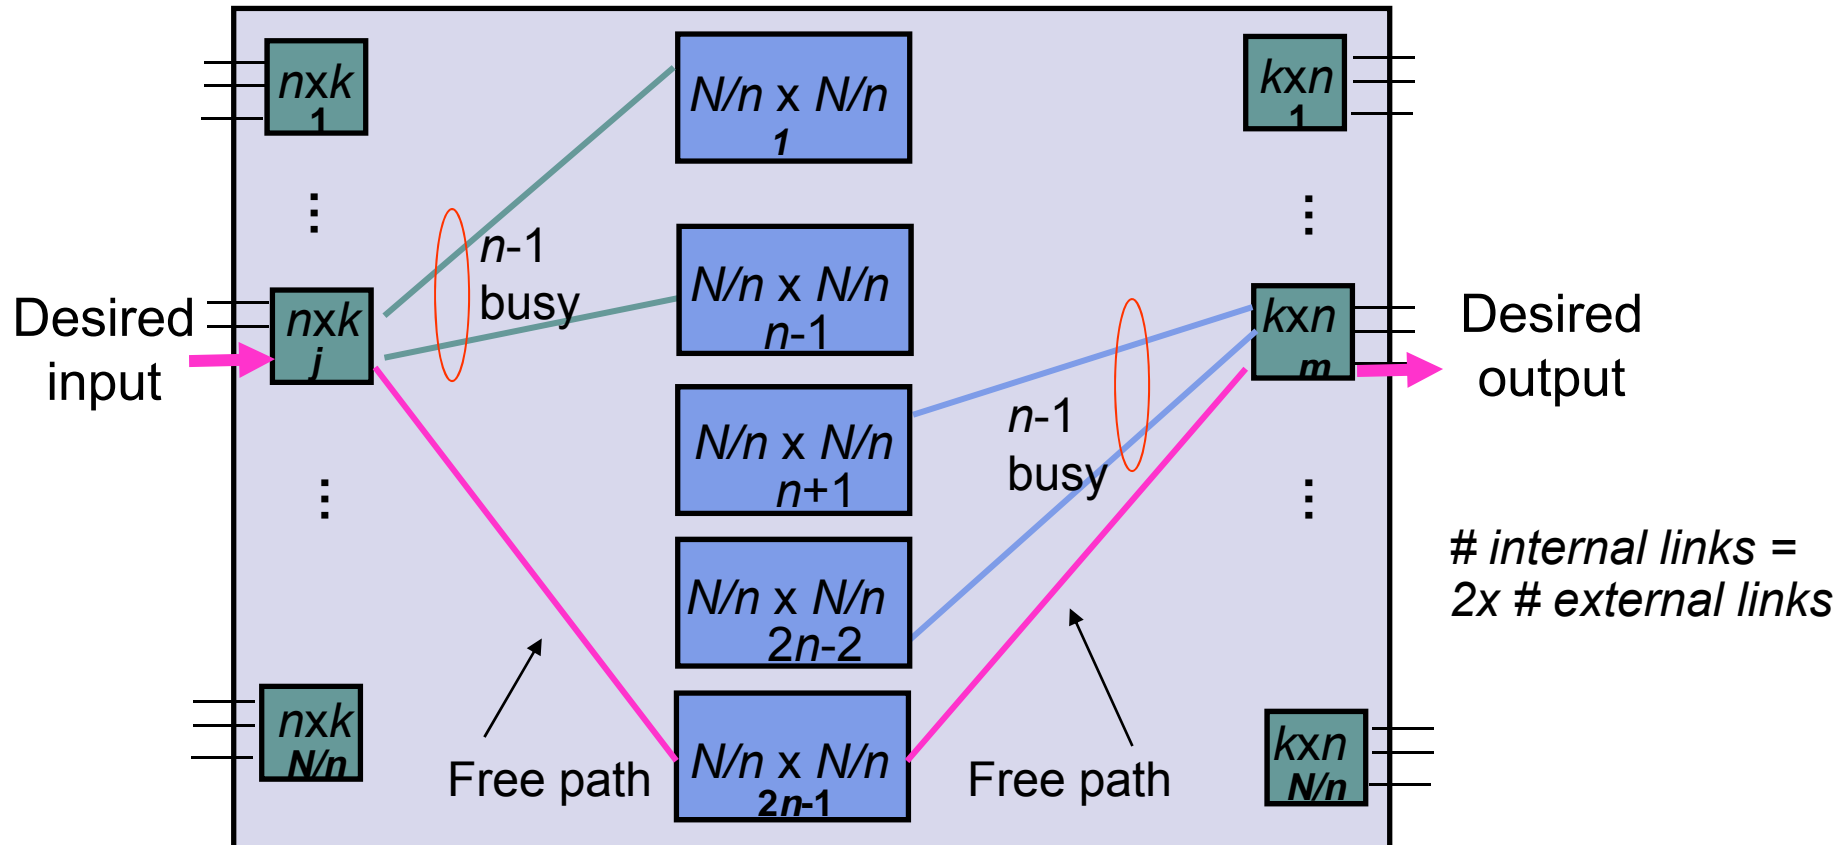 nxk
1
N/n x N/n
1
kxn
1
⋮
⋮
n-1
busy
Desired
input
nxk
j
N/n x N/n
n-1
kxn
m
Desired
output
N/n x N/n
n+1
n-1
busy
⋮
⋮
# internal links =
2x # external links
N/n x N/n
2n-2
nxk
N/n
Free path
N/n x N/n
2n-1
Free path
kxn
N/n